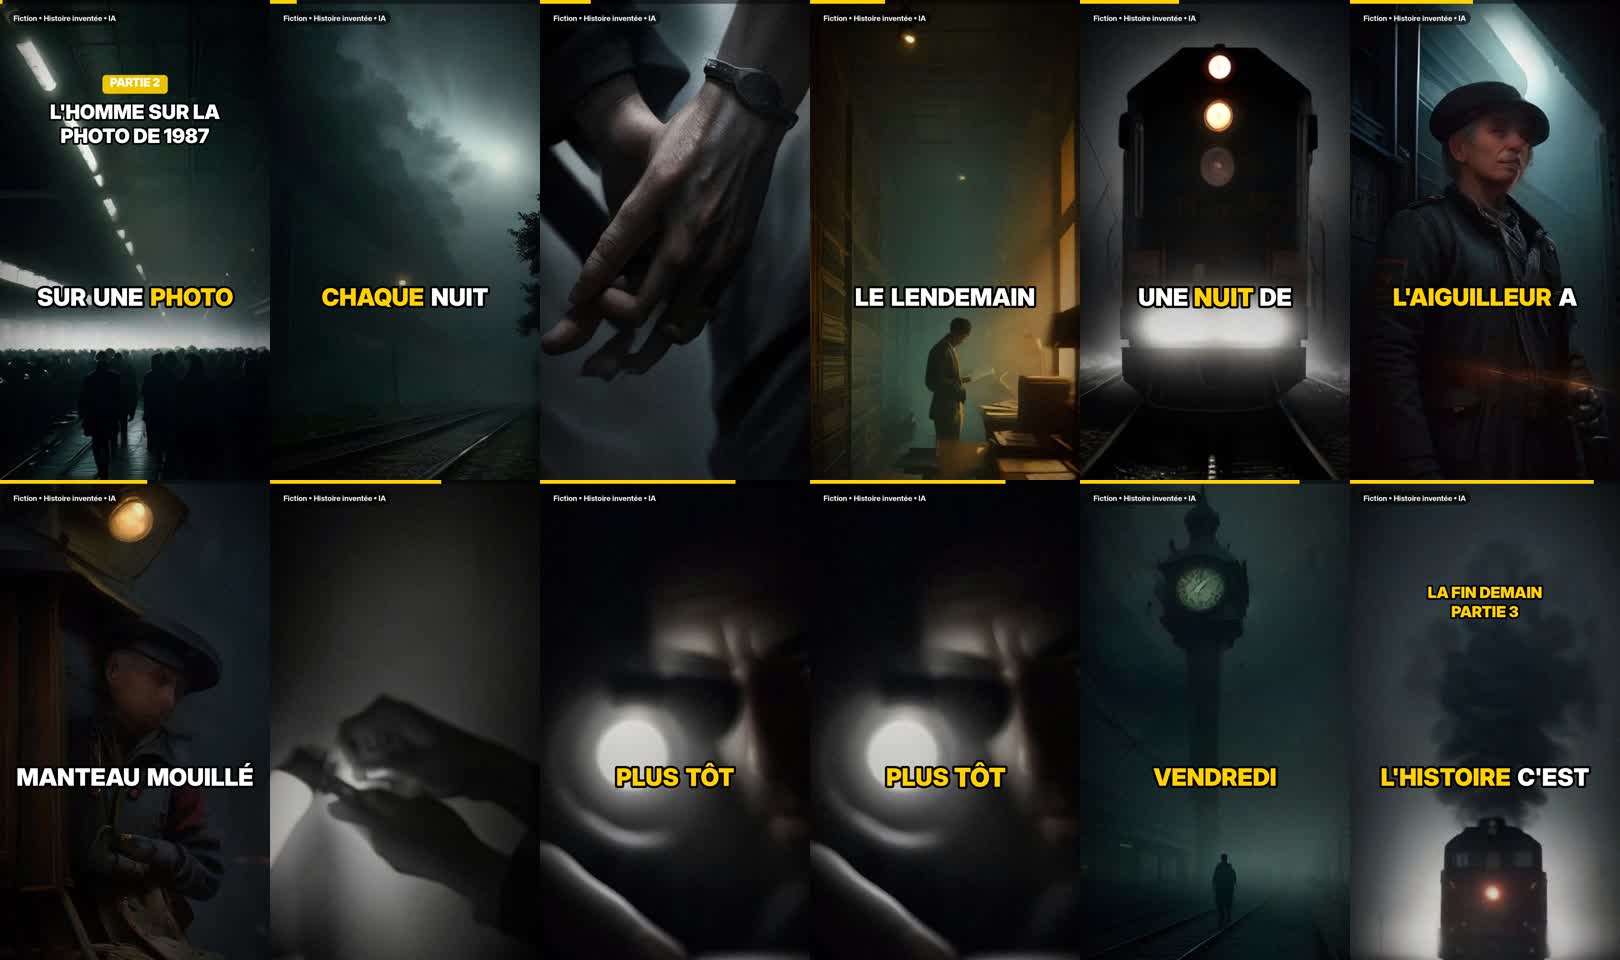 Fiction • Histoire inventée • IA
PARTIE 2
L'HOMME SUR LA
PHOTO DE 1987
SUR UNE PHOTO
Fiction • Histoire inventée • IA
CHAQUE NUIT
Fiction • Histoire inventée • IA
Fiction • Histoire inventée • IA
LE LENDEMAIN
Fiction • Histoire inventée • IA
UNE NUIT DE
Fiction • Histoire inventée • IA
L'AIGUILLEUR A
Fiction • Histoire inventée • IA
MANTEAU MOUILLÉ
Fiction • Histoire inventée • IA
Fiction • Histoire inventée • IA
PLUS TÔT
Fiction • Histoire inventée • IA
PLUS TÔT
Fiction • Histoire inventée • IA
VENDREDI
Fiction • Histoire inventée • IA
LA FIN DEMAIN
PARTIE 3
L'HISTOIRE C'EST